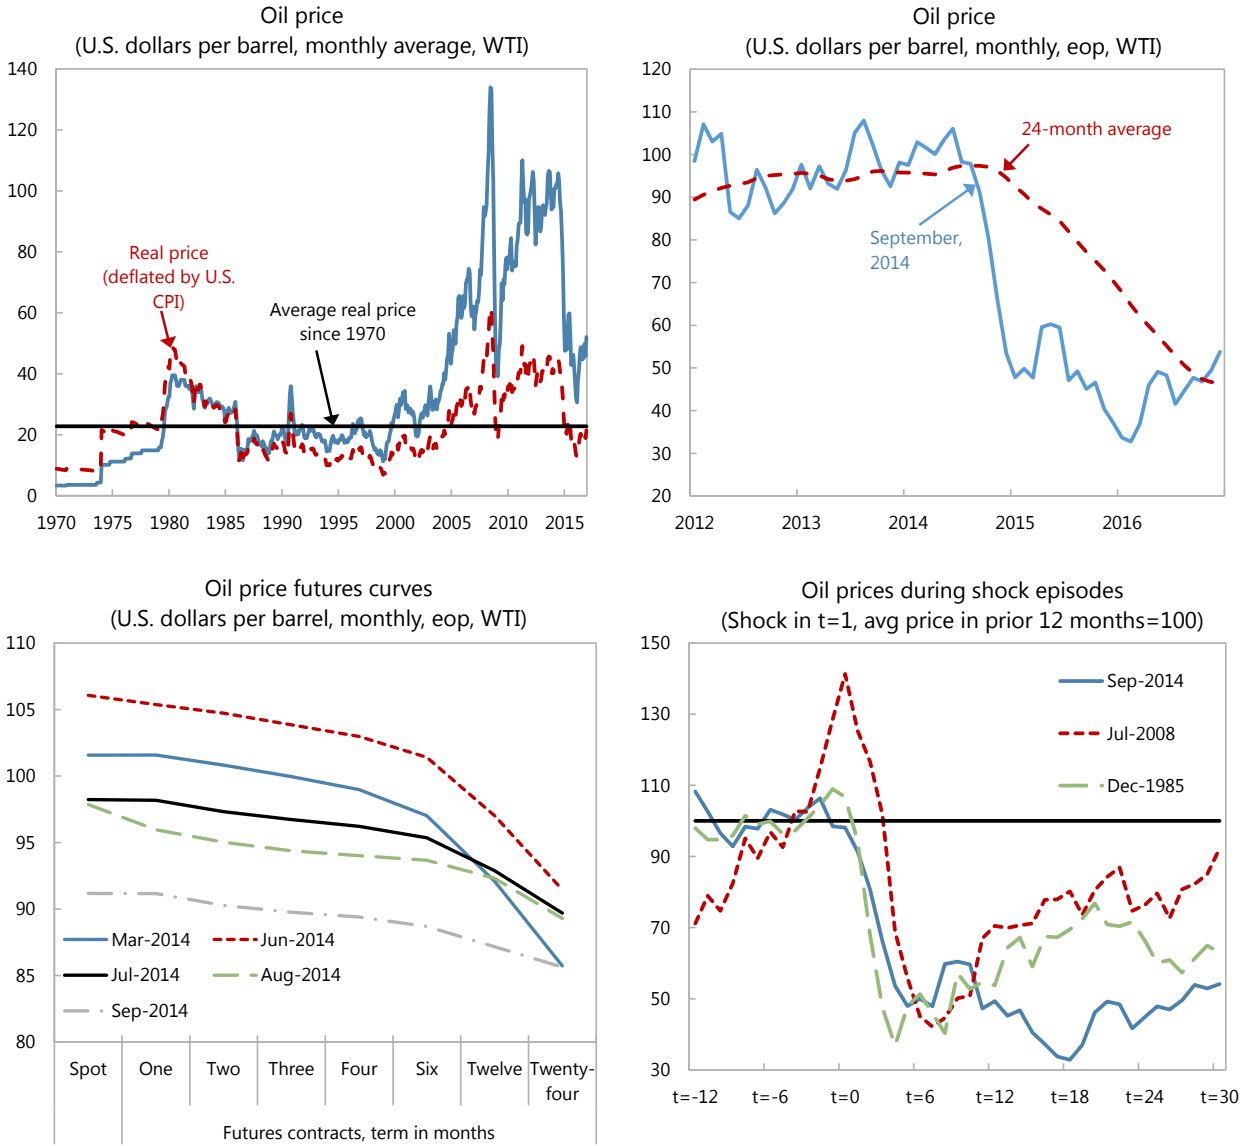 Oil price
(U.S. dollars per barrel, monthly average, WTI)
140
120
100
80
60
40
20
0
1970
1975
1980
1985
1990
1995
2000
2005
2010
2015
Real price
(deflated by U.S.
CPI)
Average real price
since 1970
Oil price
(U.S. dollars per barrel, monthly, eop, WTI)
120
110
100
90
80
70
60
50
40
30
20
2012
2013
2014
2015
2016
24-month average
September,
2014
Oil price futures curves
(U.S. dollars per barrel, monthly, eop, WTI)
110
105
100
95
90
85
80
Mar-2014
Jun-2014
Jul-2014
Aug-2014
Sep-2014
Spot
One
Two
Three
Four
Six
Twelve
Twenty-
four
Futures contracts, term in months
Oil prices during shock episodes
(Shock in t=1, avg price in prior 12 months=100)
150
130
110
90
70
50
30
Sep-2014
Jul-2008
Dec-1985
t=-12
t=-6
t=0
t=6
t=12
t=18
t=24
t=30